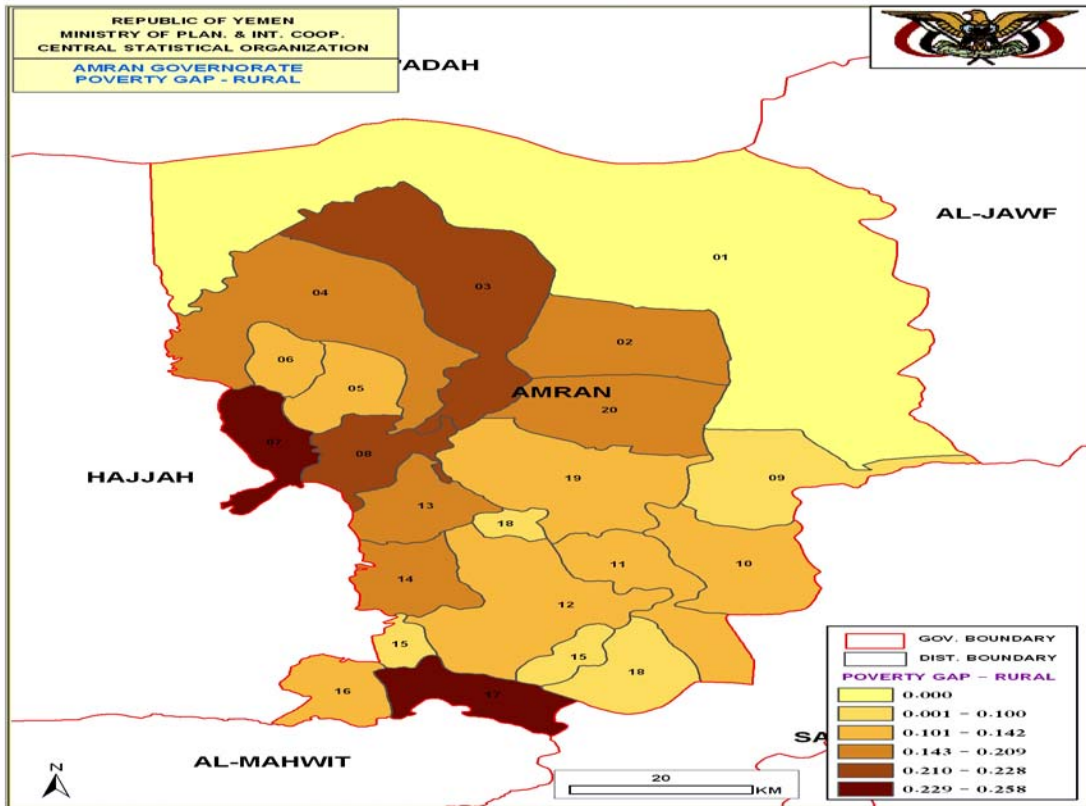 REPUBLIC OF YEMEN
MINISTRY OF PLAN. & INT. COOP.
CENTRAL STATISTICAL ORGANIZATION
AMRAN GOVERNORATE
POVERTY GAP - RURAL
'ADAH
AL-JAWF
01
03
04
02
06
05
AMRAN
20
07
08
HAJJAH
19
09
13
18
14
11
10
12
15
15
18
16
17
AL-MAHWIT
SA
N
20
KM
GOV. BOUNDARY
DIST. BOUNDARY
POVERTY GAP - RURAL
0.000
0.001 - 0.100
0.101 - 0.142
0.143 - 0.209
0.210 - 0.228
0.229 - 0.258